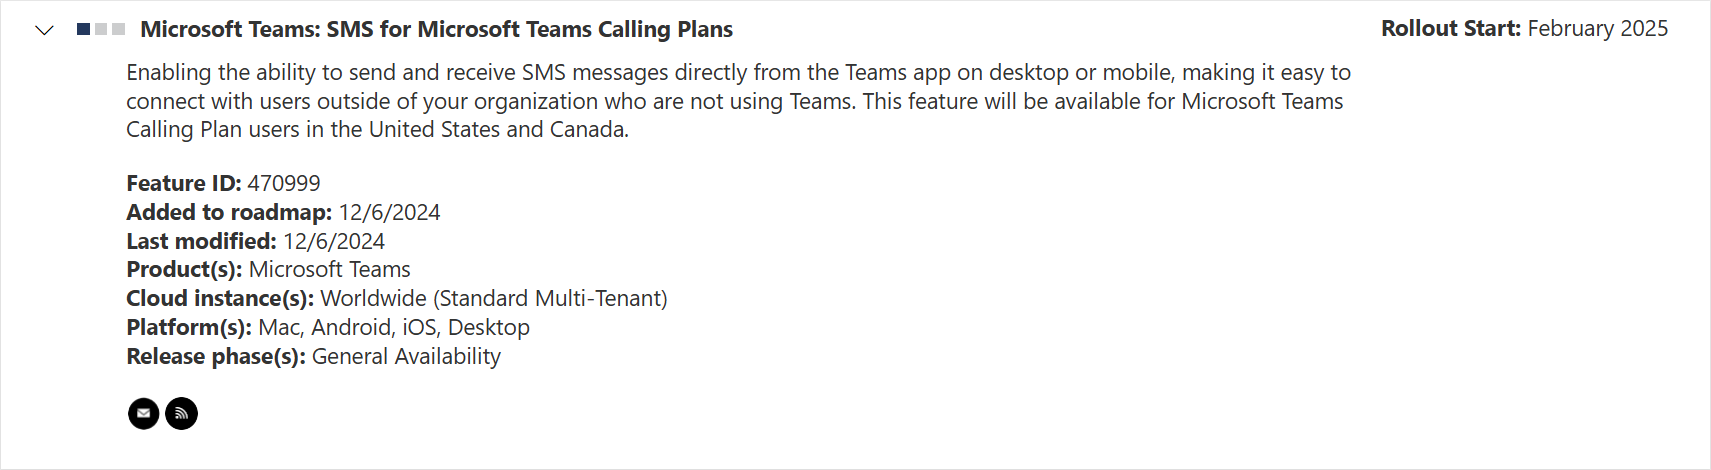 Microsoft Teams: SMS for Microsoft Teams Calling Plans
Rollout Start: February 2025
Enabling the ability to send and receive SMS messages directly from the Teams app on desktop or mobile, making it easy to
connect with users outside of your organization who are not using Teams. This feature will be available for Microsoft Teams
Calling Plan users in the United States and Canada.
Feature ID: 470999
Added to roadmap: 12/6/2024
Last modified: 12/6/2024
Product(s): Microsoft Teams
Cloud instance(s): Worldwide (Standard Multi-Tenant)
Platform(s): Mac, Android, iOS, Desktop
Release phase(s): General Availability